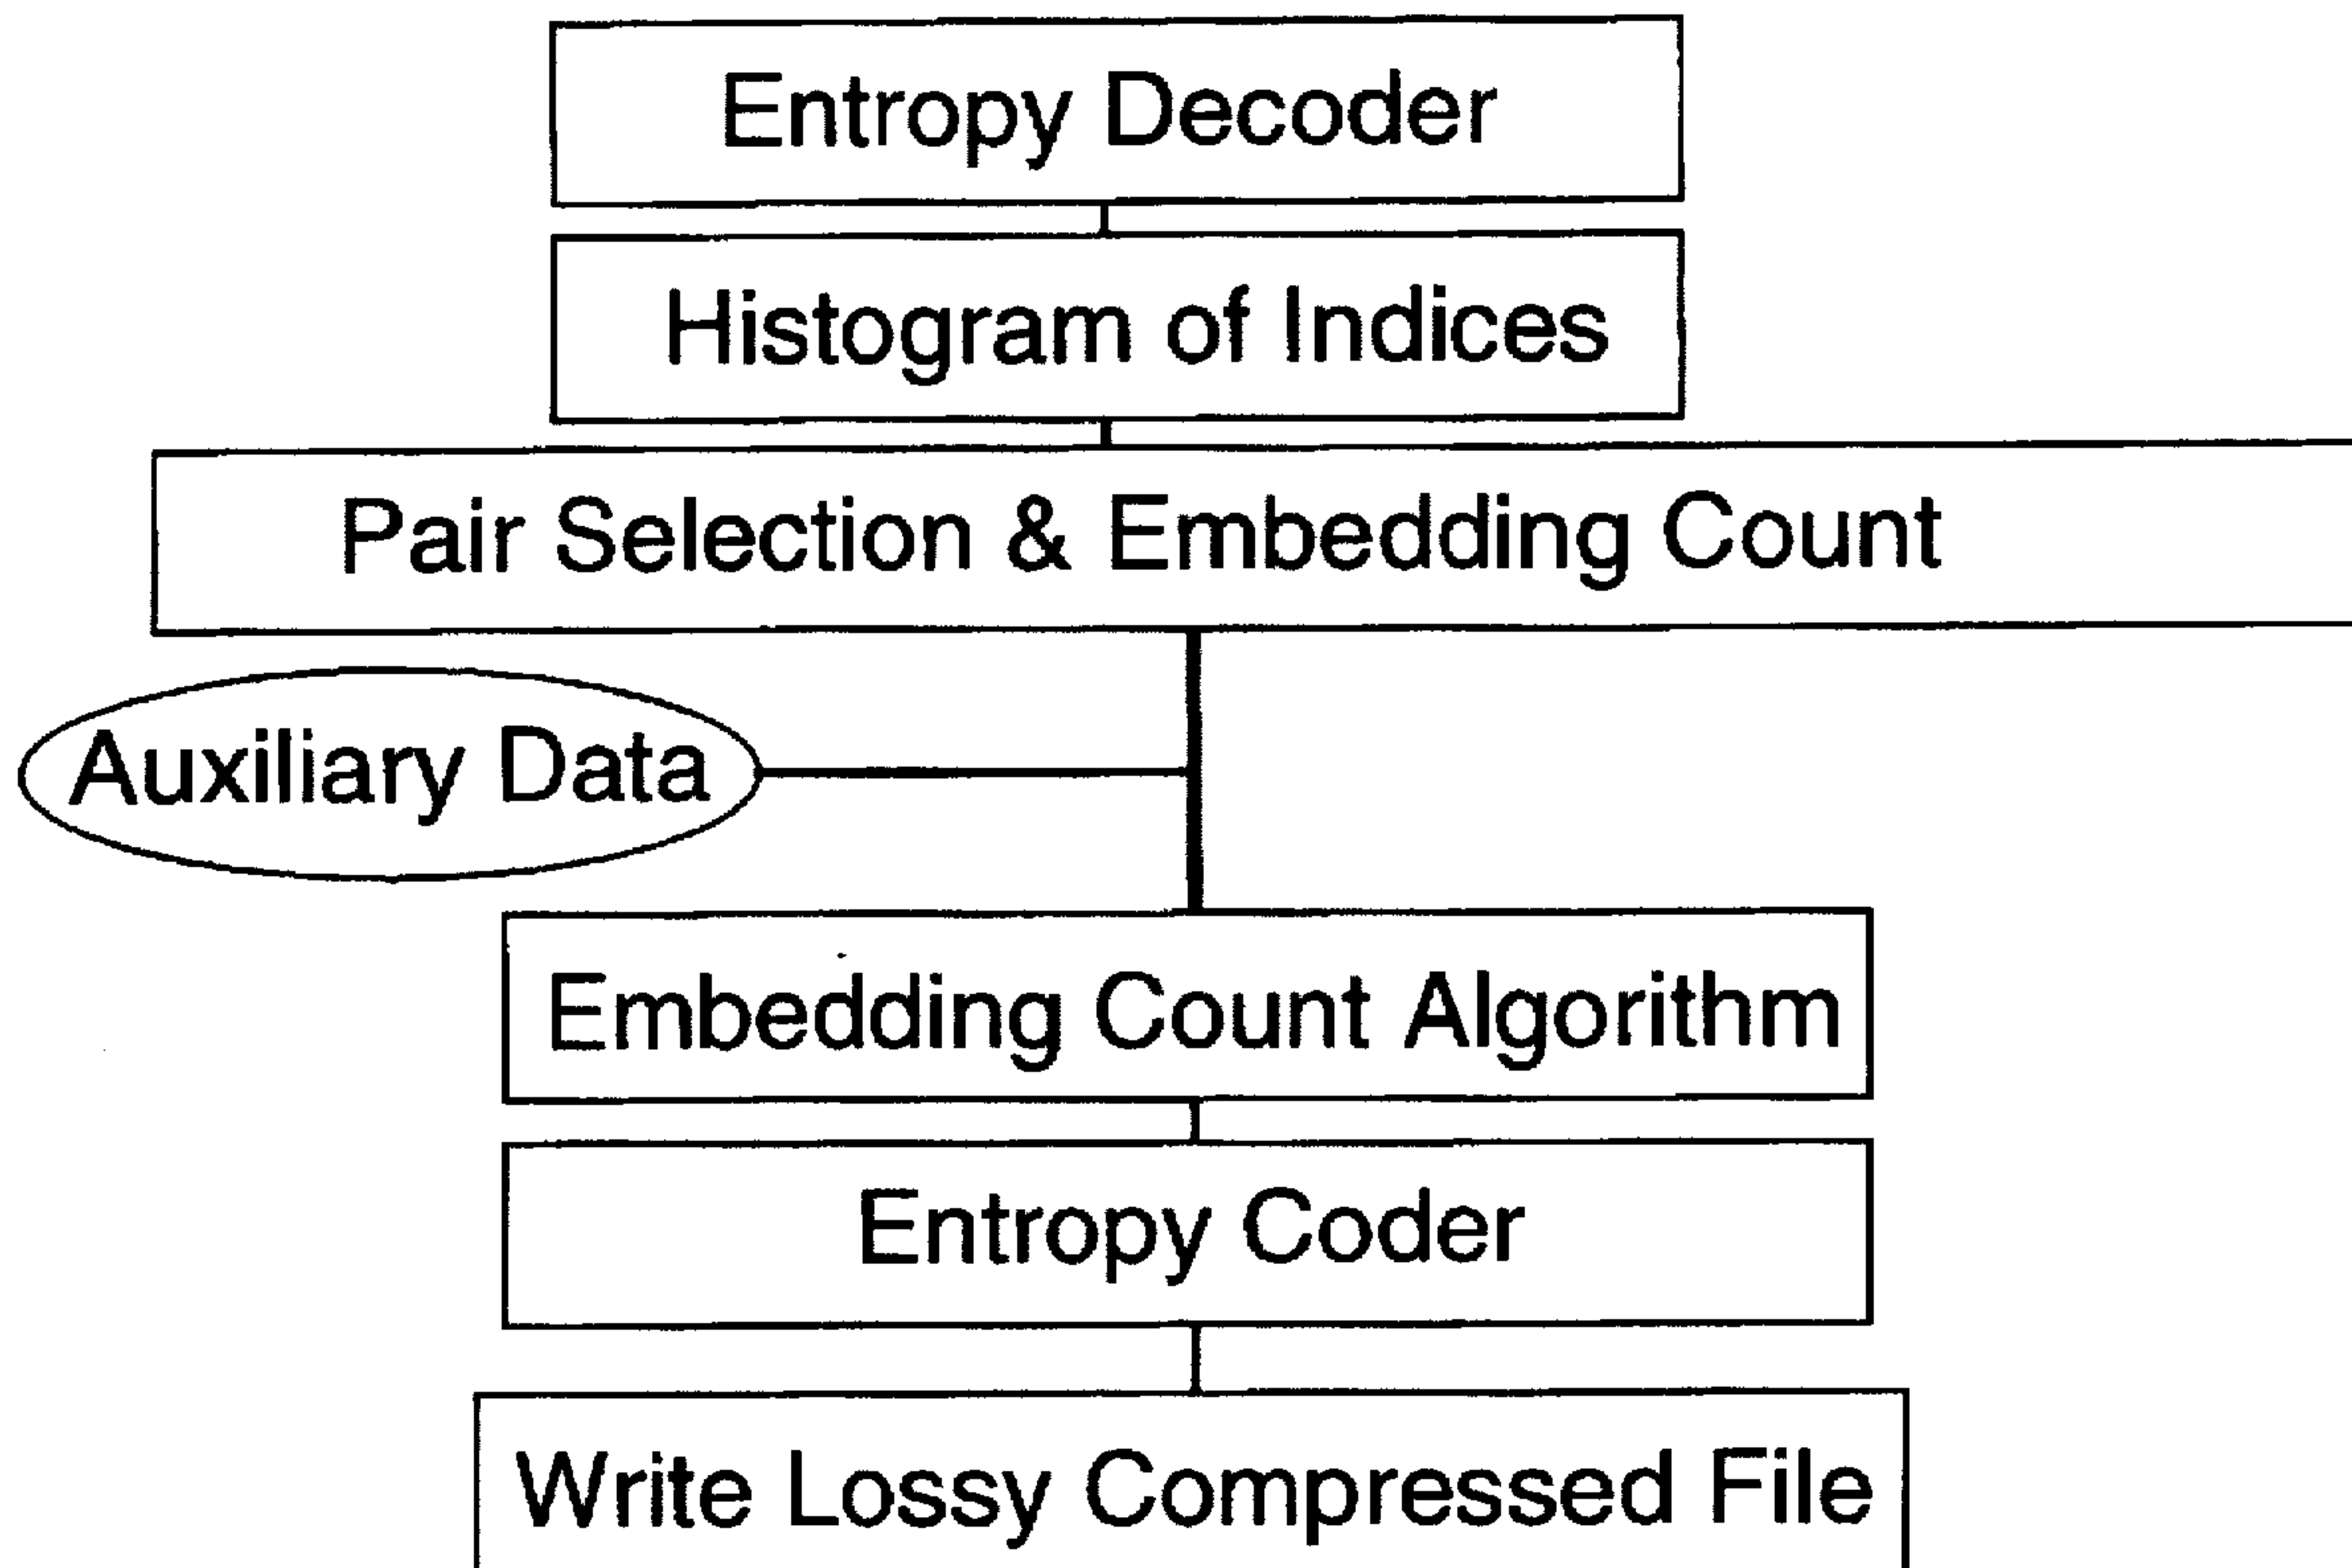 Entropy Decoder
Histogram of Indices
Pair Selection & Embedding Count
Auxiliary Data
Embedding Count Algorithm
Entropy Coder
Write Lossy Compressed File